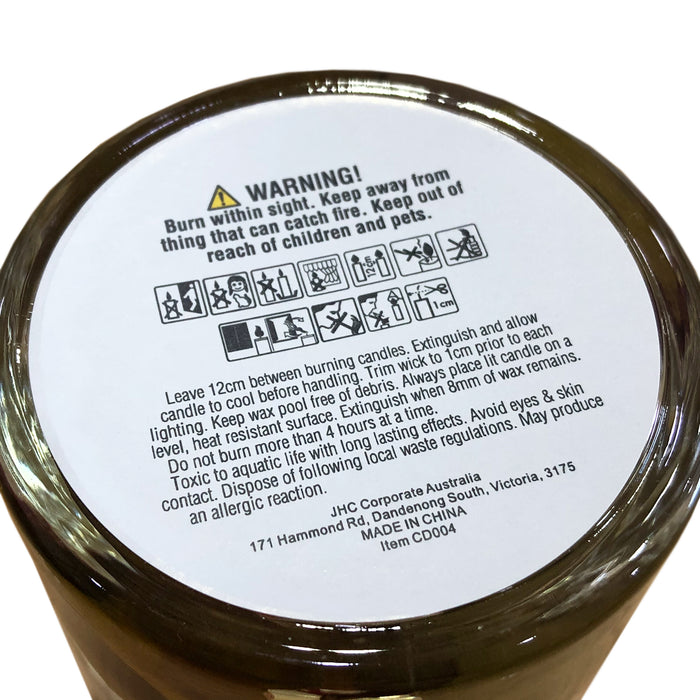 WARNING!
Burn within sight. Keep away from
thing that can catch fire. Keep out of
reach of children and pets.
12cm
1cm
Leave 12cm between burning candles. Extinguish and allow
candle to cool before handling. Trim wick to 1cm prior to each
lighting. Keep wax pool free of debris. Always place lit candle on a
level, heat resistant surface. Extinguish when 8mm of wax remains.
Do not burn more than 4 hours at a time.
Toxic to aquatic life with long lasting effects. Avoid eyes & skin
contact. Dispose of following local waste regulations. May produce
an allergic reaction.
JHC Corporate Australia
171 Hammond Rd, Dandenong South, Victoria, 3175
MADE IN CHINA
Item CD004